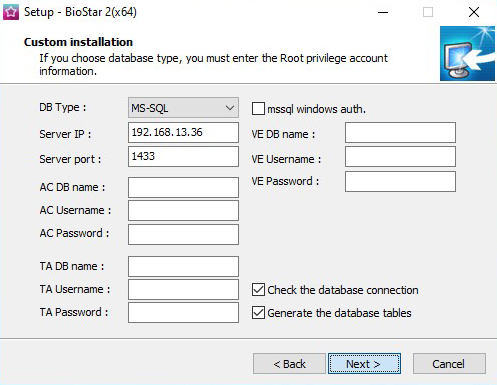 Setup - BioStar 2(x64)
Custom installation
If you choose database type, you must enter the Root privilege account
information.
DB Type : MS-SQL mssql windows auth.
Server IP : 192.168.13.36 VE DB name :
Server port : 1433 VE Username :
AC DB name : VE Password :
AC Username :
AC Password :
TA DB name :
TA Username : Check the database connection
TA Password : Generate the database tables
< Back Next > Cancel